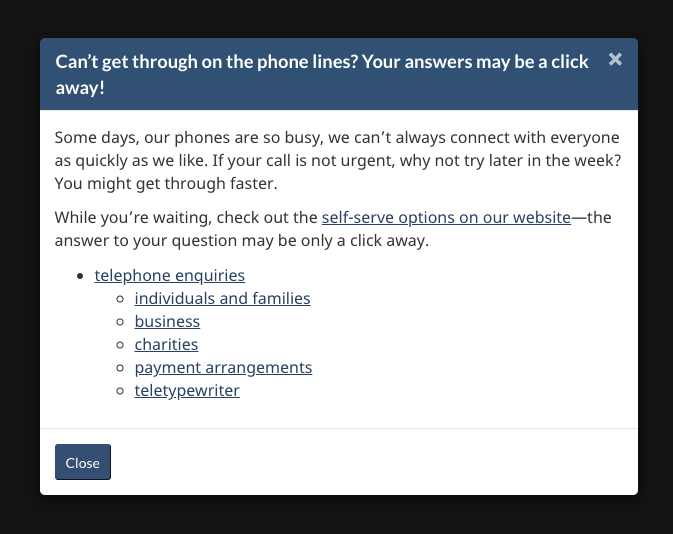 Can’t get through on the phone lines? Your answers may be a click
away!
×
Some days, our phones are so busy, we can’t always connect with everyone
as quickly as we like. If your call is not urgent, why not try later in the week?
You might get through faster.
While you’re waiting, check out the self-serve options on our website—the
answer to your question may be only a click away.
telephone enquiries
individuals and families
business
charities
payment arrangements
teletypewriter
Close